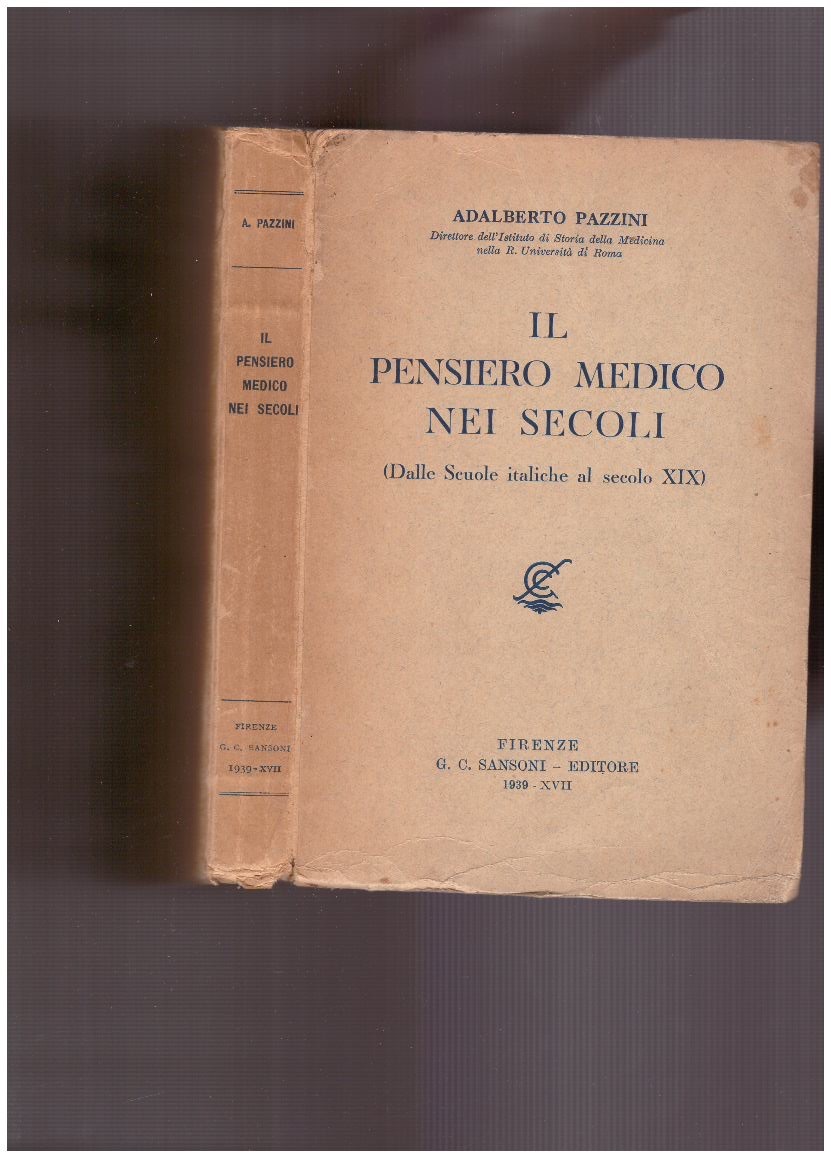 A. PAZZINI
IL
PENSIERO
MEDICO
NEI SECOLI
FIRENZE
G. C. SANSONI
1939-XVII
ADALBERTO PAZZINI
Direttore dell'Istituto di Storia della Medicina
nella R. Università di Roma
IL
PENSIERO MEDICO
NEI SECOLI
(Dalle Scuole italiche al secolo XIX)
FIRENZE
G. C. SANSONI – EDITORE
1939 - XVII